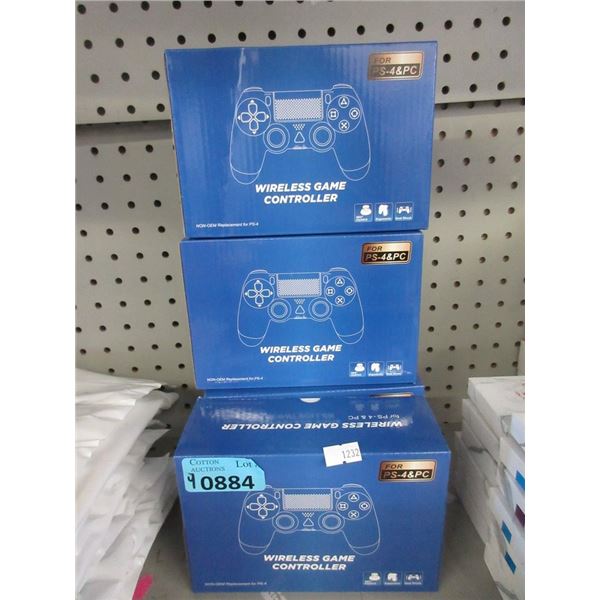 FOR
PS-4&PC
WIRELESS GAME
CONTROLLER
NON-OEM Replacement for PS-4
FOR
PS-4&PC
WIRELESS GAME
CONTROLLER
NON-OEM Replacement for PS-4
for PS-4 & PC
WIRELESS GAME CONTROLLER
1232
COTTON
AUCTIONS
Lot
90884
FOR
PS-4&PC
WIRELESS GAME
CONTROLLER
NON-OEM Replacement for PS-4